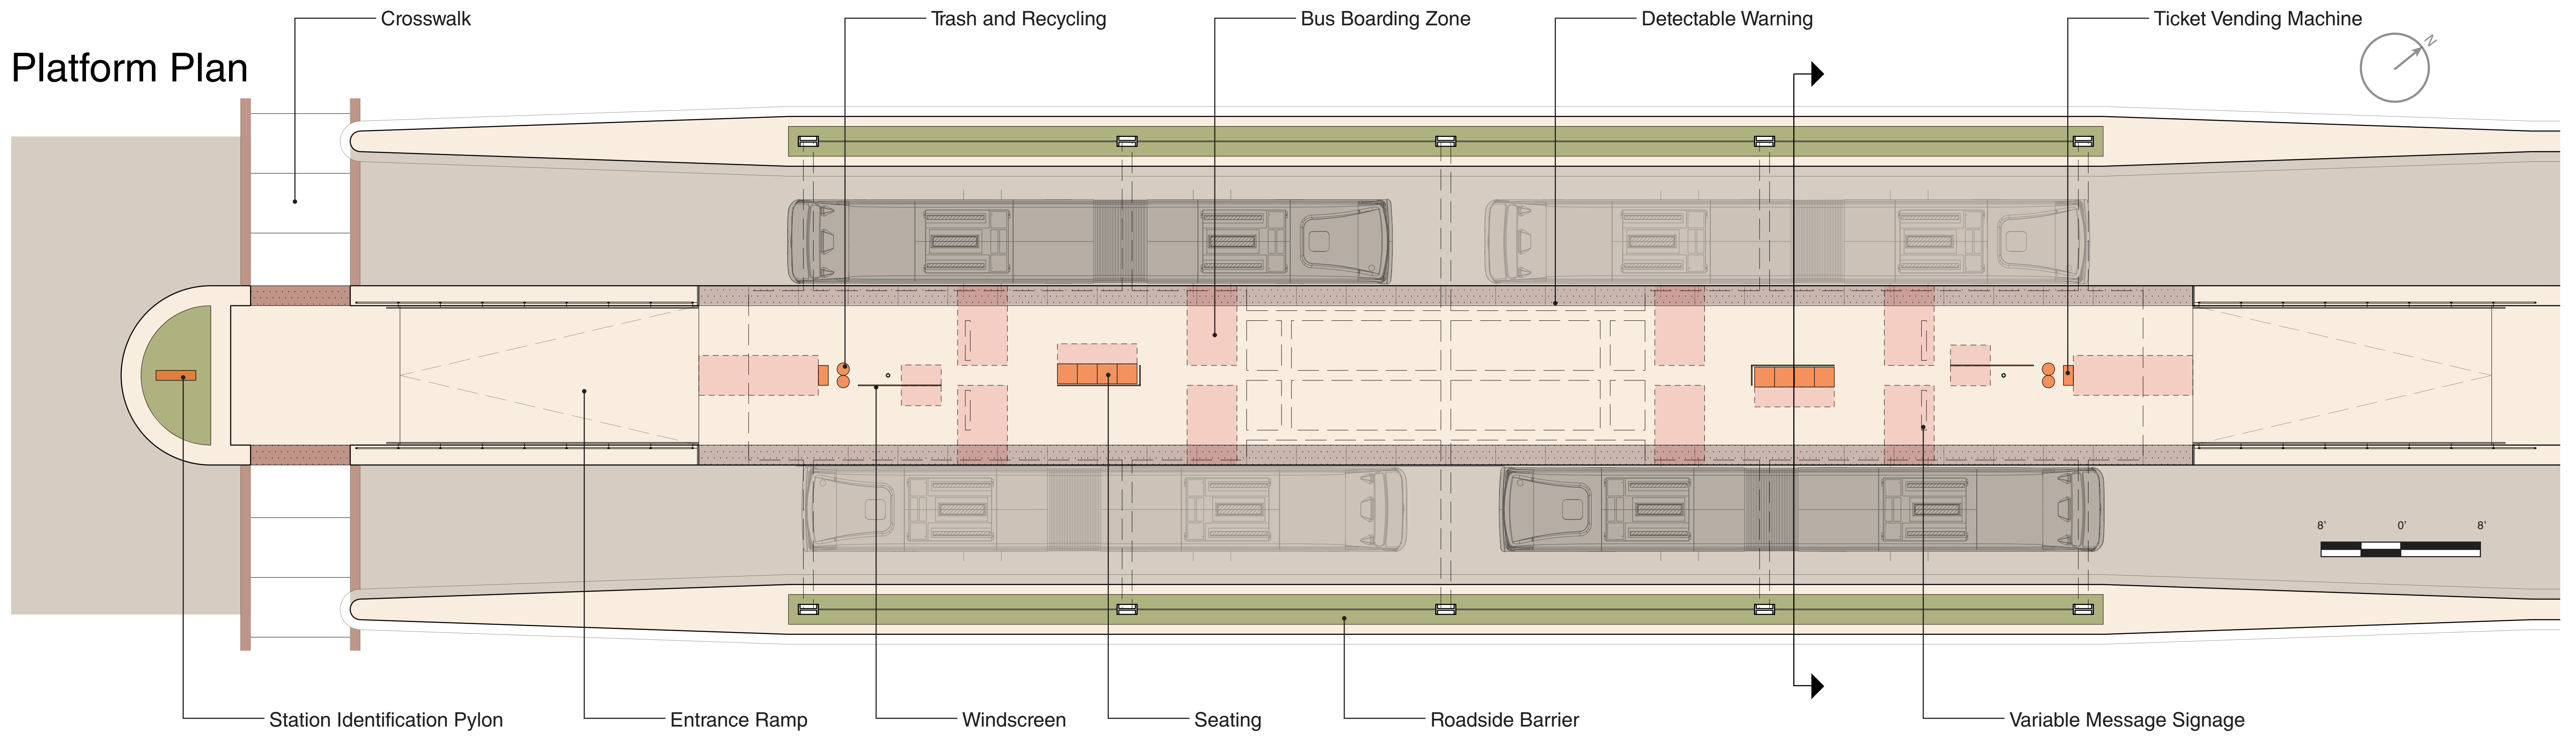 Crosswalk
Trash and Recycling
Bus Boarding Zone
Detectable Warning
Ticket Vending Machine
Platform Plan
N
8' 0' 8'
Station Identification Pylon
Entrance Ramp
Windscreen
Seating
Roadside Barrier
Variable Message Signage